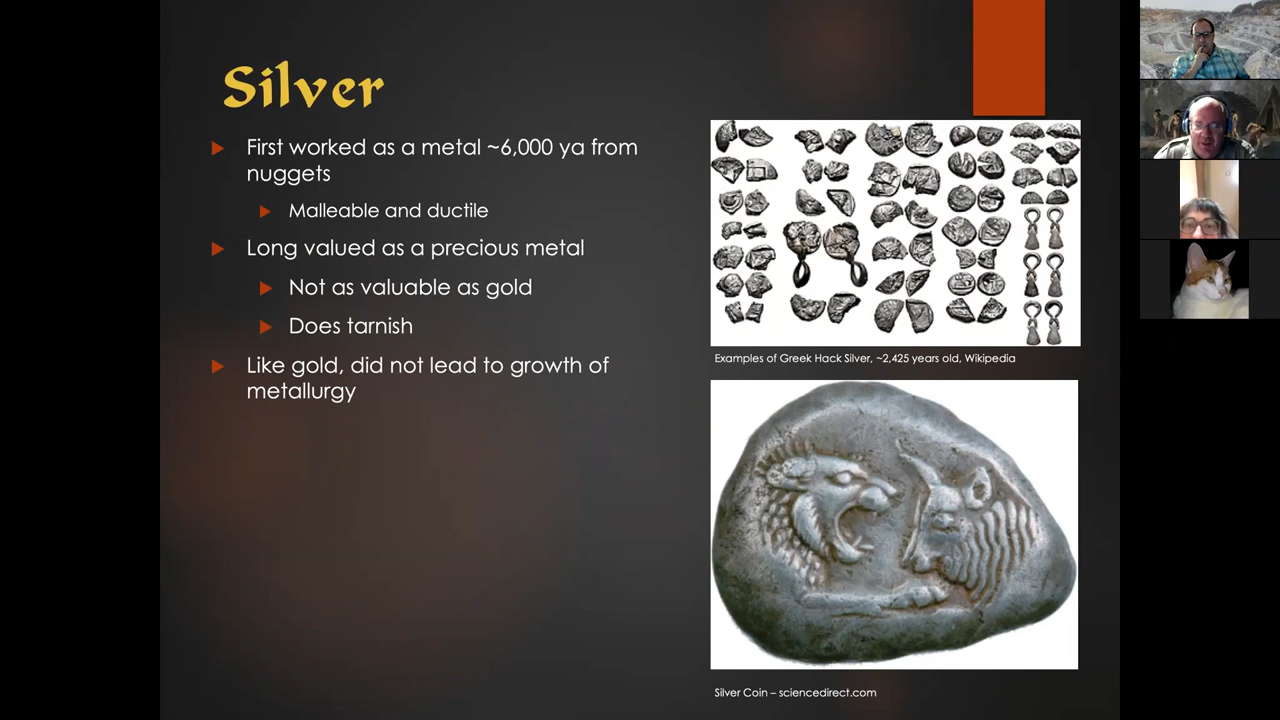 Silver
First worked as a metal ~6,000 ya from
nuggets
Malleable and ductile
Long valued as a precious metal
Not as valuable as gold
Does tarnish
Like gold, did not lead to growth of
metallurgy
Examples of Greek Hack Silver, ~2,425 years old, Wikipedia
Silver Coin – sciencedirect.com